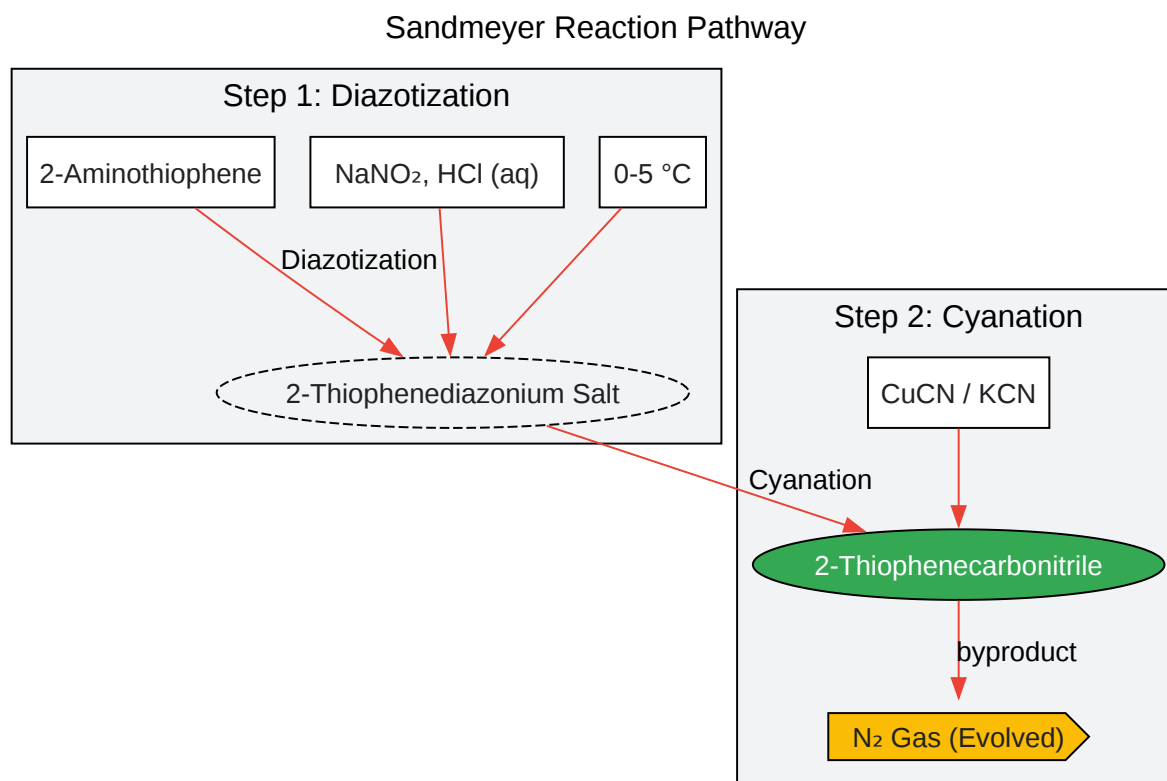 Sandmeyer Reaction Pathway
Step 1: Diazotization
2-Aminothiophene
NaNO₂, HCl (aq)
0-5 °C
Diazotization
2-Thiophenediazonium Salt
Step 2: Cyanation
CuCN / KCN
Cyanation
2-Thiophenecarbonitrile
byproduct
N₂ Gas (Evolved)